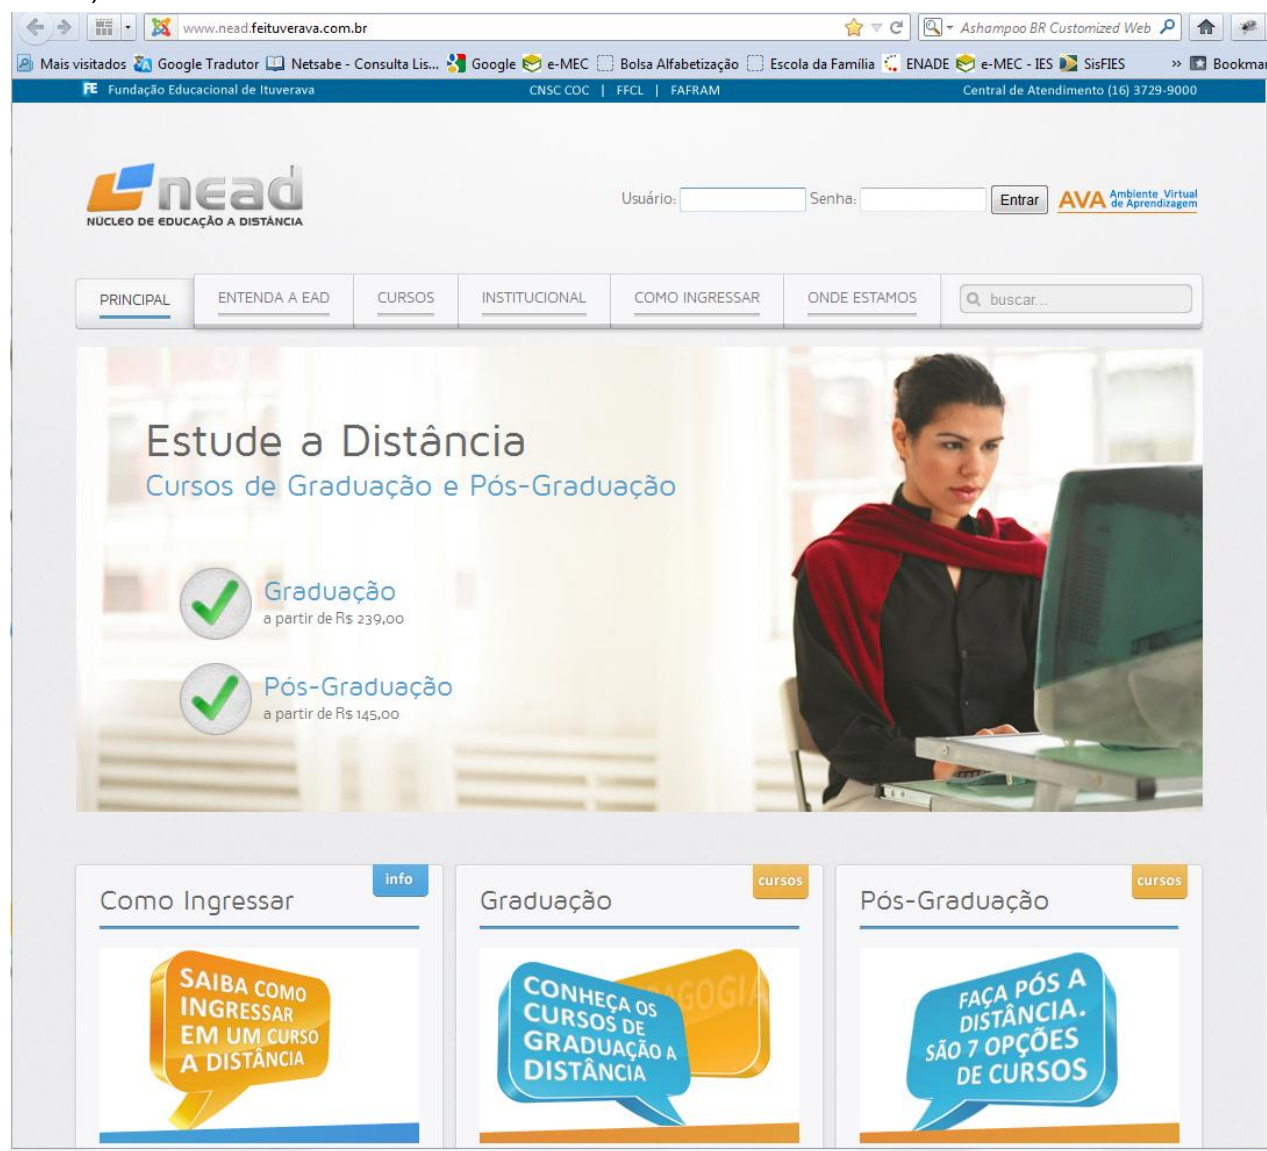 www.nead.feituverava.com.br
Ashampoo BR Customized Web
Mais visitados Google Tradutor Netsabe - Consulta Lis... Google e-MEC Bolsa Alfabetização Escola da Família ENADE e-MEC - IES SisFIES » Bookmar
FE Fundação Educacional de Ituverava CNSC COC | FFCL | FAFRAM Central de Atendimento (16) 3729-9000
nead
NÚCLEO DE EDUCAÇÃO A DISTÂNCIA
Usuário: Senha: Entrar AVA Ambiente Virtual
de Aprendizagem
PRINCIPAL ENTENDA A EAD CURSOS INSTITUCIONAL COMO INGRESSAR ONDE ESTAMOS buscar...
Estude a Distância
Cursos de Graduação e Pós-Graduação
Graduação
a partir de R$ 239,00
Pós-Graduação
a partir de R$ 145,00
Como Ingressar info
SAIBA COMO
INGRESSAR
EM UM CURSO
A DISTÂNCIA
Graduação cursos
CONHEÇA OS
CURSOS DE
GRADUAÇÃO A
DISTÂNCIA
Pós-Graduação cursos
FAÇA PÓS A
DISTÂNCIA.
SÃO 7 OPÇÕES
DE CURSOS